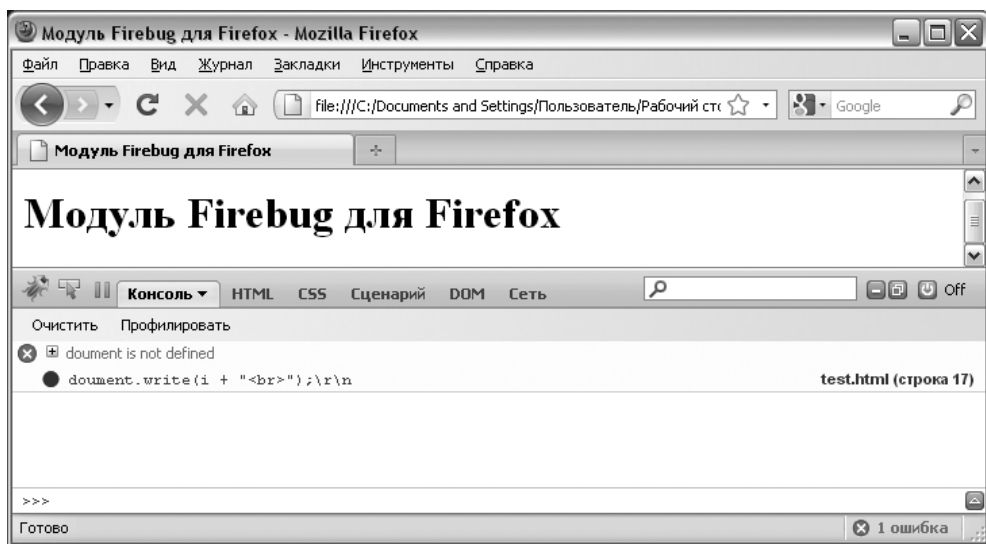 Модуль Firebug для Firefox - Mozilla Firefox
Файл Правка Вид Журнал Закладки Инструменты Справка
file:///C:/Documents and Settings/Пользователь/Рабочий стс Google
Модуль Firebug для Firefox
Модуль Firebug для Firefox
Консоль HTML CSS Сценарий DOM Сеть Off
Очистить Профилировать
doument is not defined
doument.write(i + "<br>");\r\n test.html (строка 17)
>>>
Готово 1 ошибка